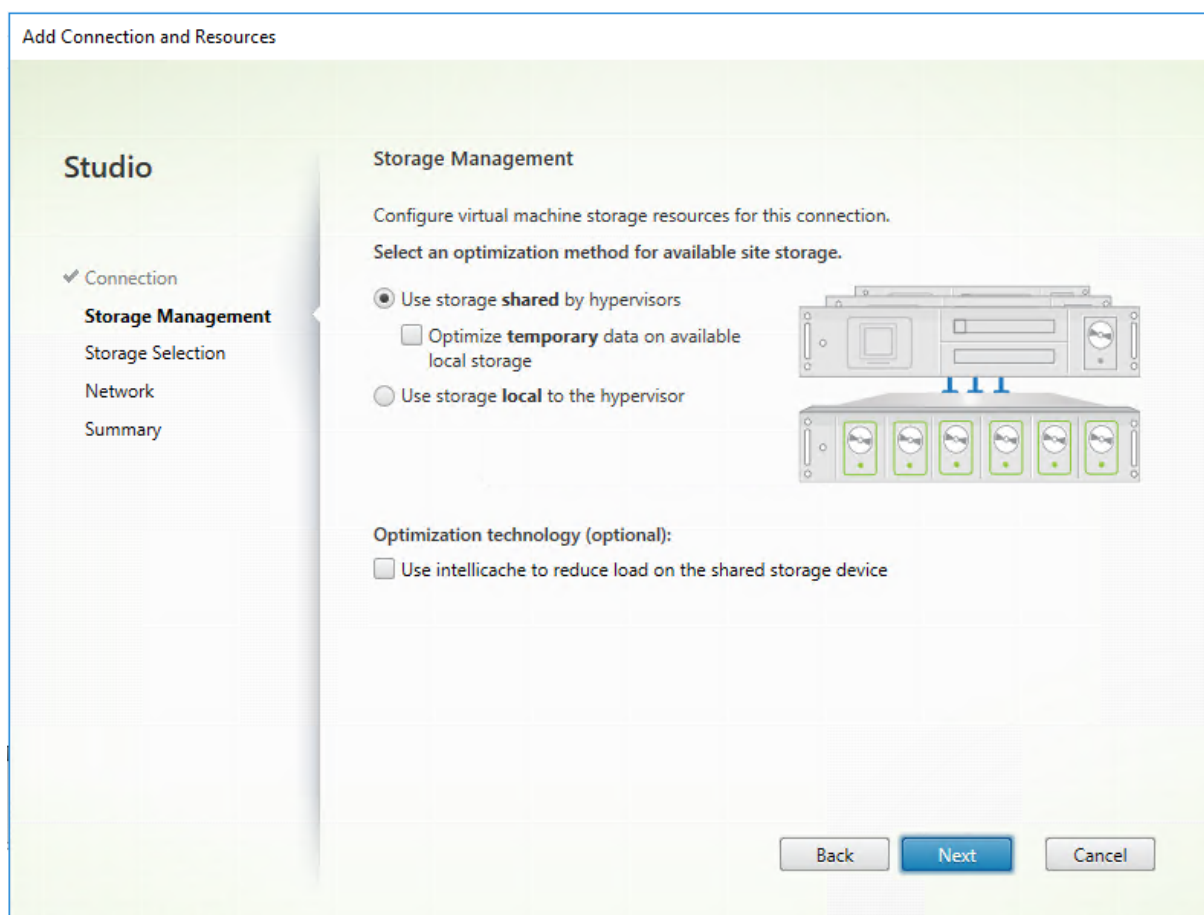 Add Connection and Resources
Studio
Connection
Storage Management
Storage Selection
Network
Summary
Storage Management
Configure virtual machine storage resources for this connection.
Select an optimization method for available site storage.
Use storage shared by hypervisors
Optimize temporary data on available
local storage
Use storage local to the hypervisor
Optimization technology (optional):
Use intellicache to reduce load on the shared storage device
Back
Next
Cancel